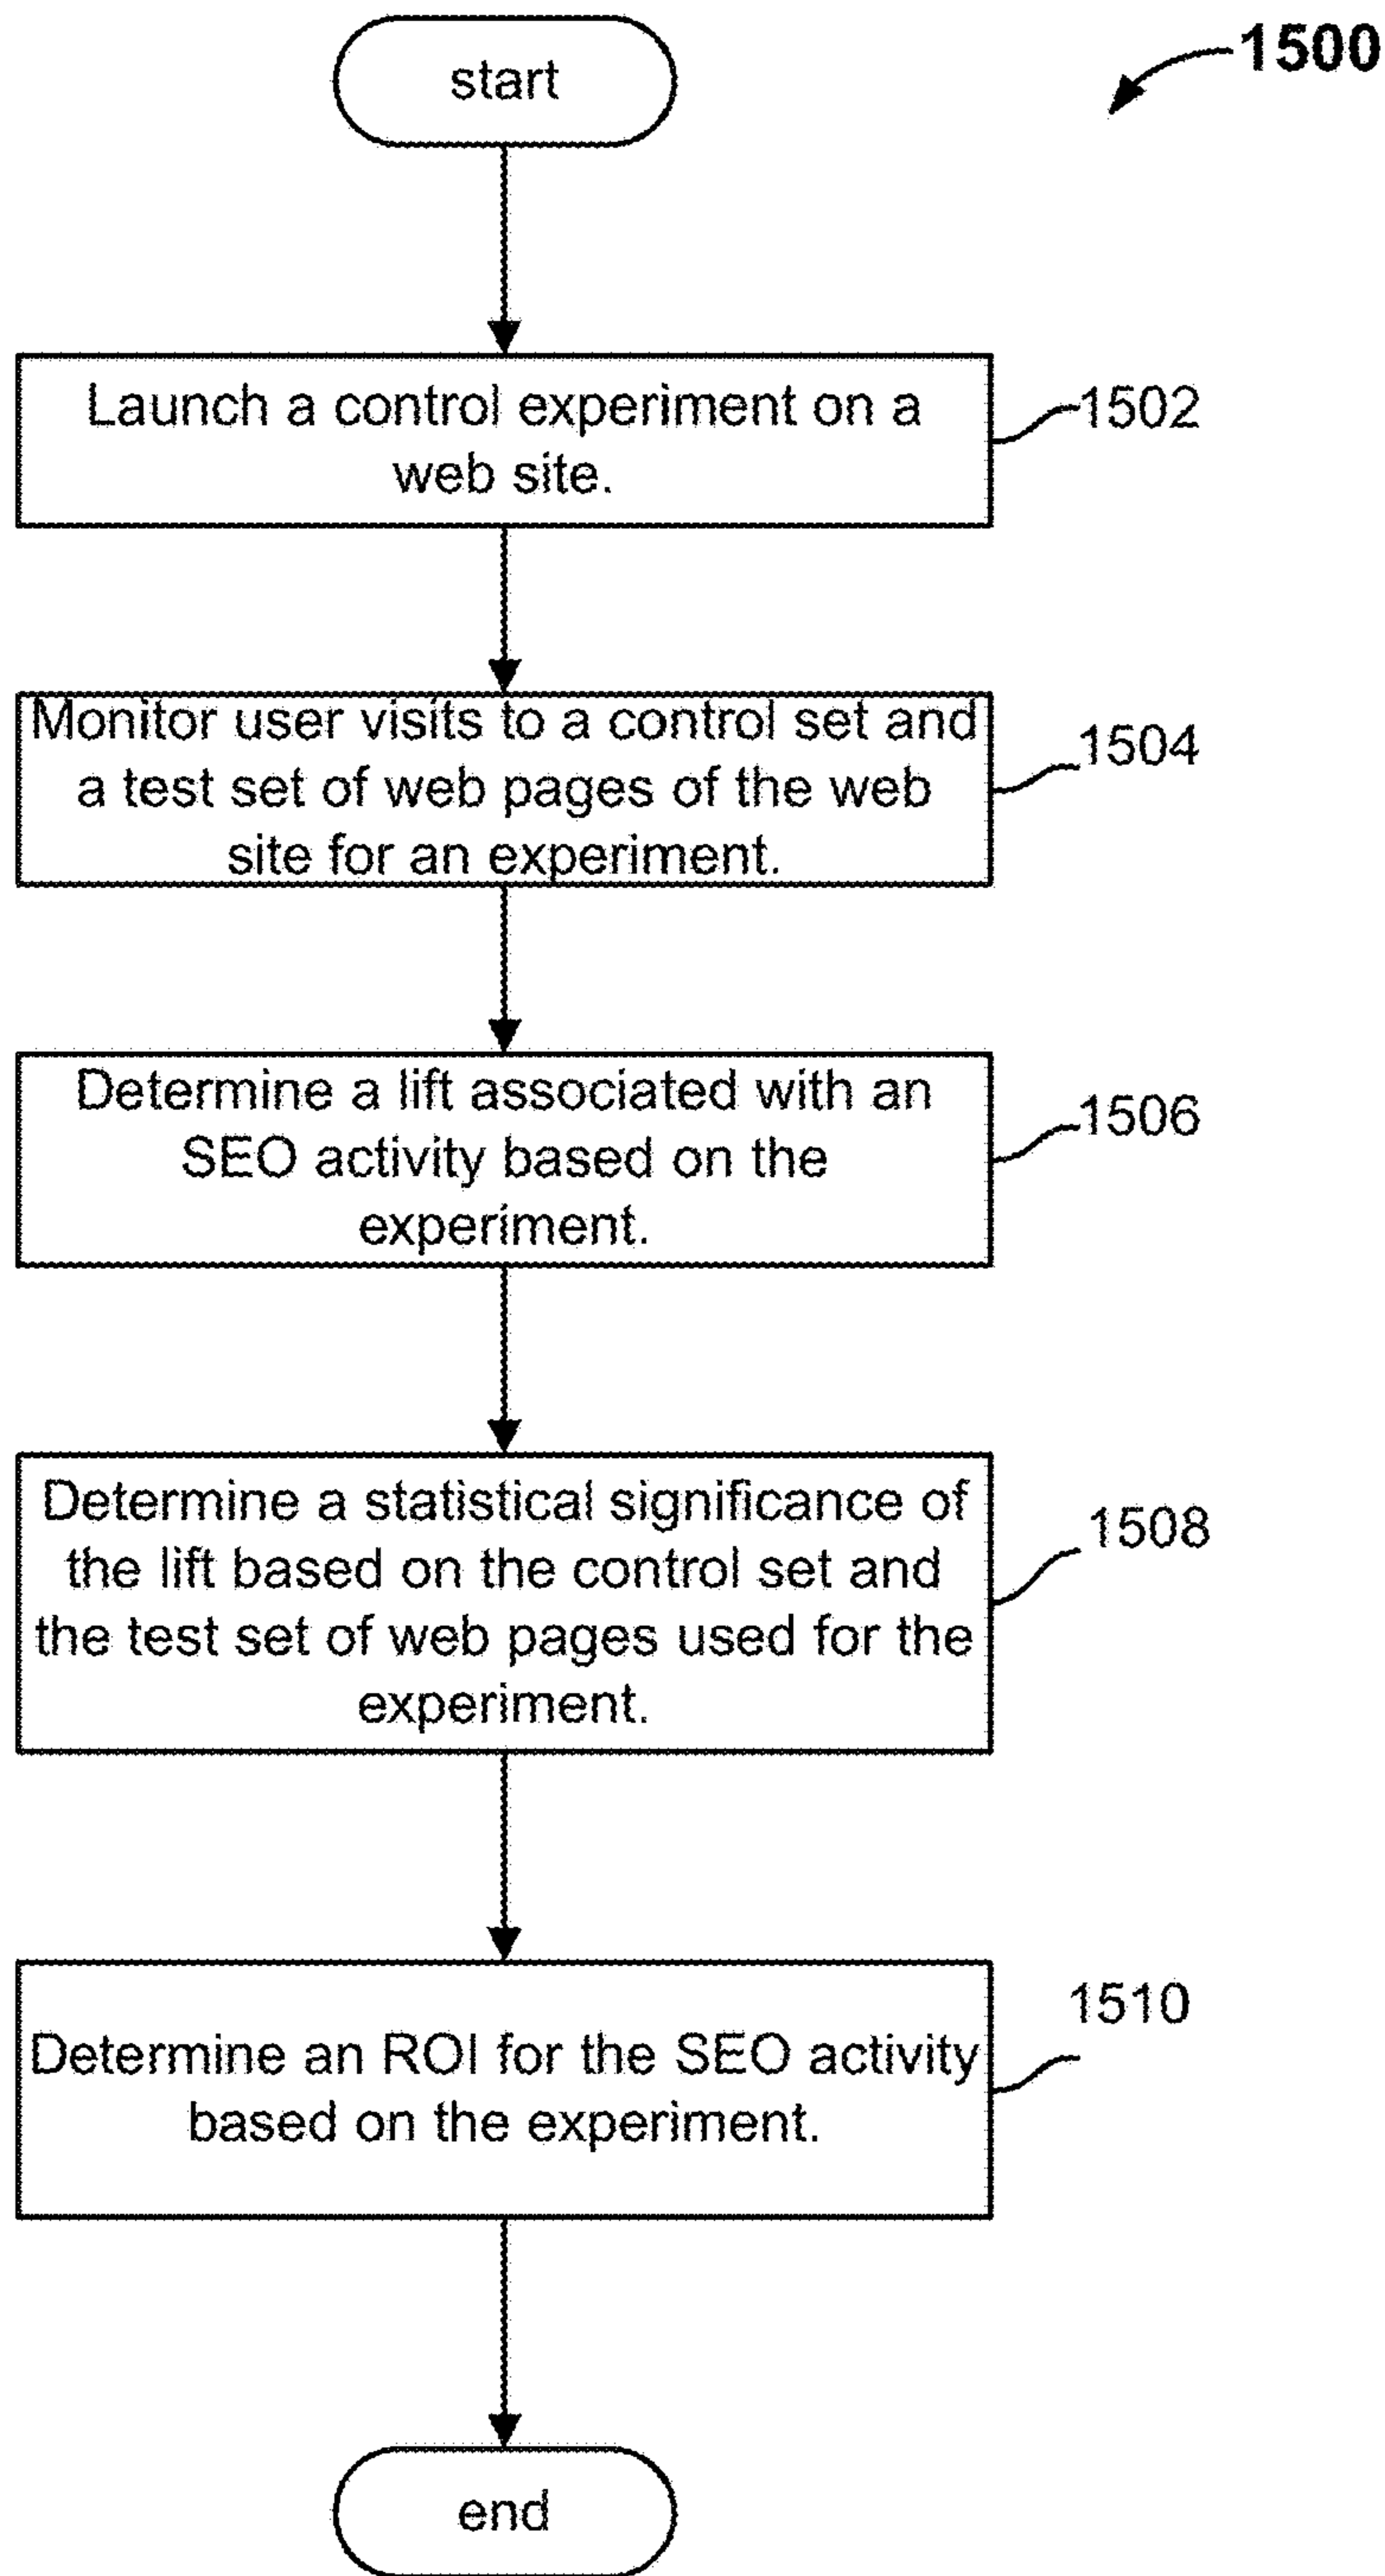 start
1500
Launch a control experiment on a
web site.
1502
Monitor user visits to a control set and
a test set of web pages of the web
site for an experiment.
1504
Determine a lift associated with an
SEO activity based on the
experiment.
1506
Determine a statistical significance of
the lift based on the control set and
the test set of web pages used for the
experiment.
1508
Determine an ROI for the SEO activity
based on the experiment.
1510
end